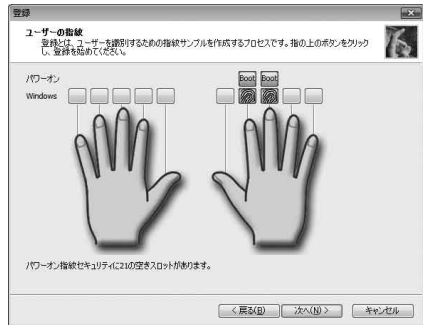 登録
ユーザーの指紋
登録とは、ユーザーを識別するための指紋サンプルを作成するプロセスです。指の上のボタンをクリック
し、登録を始めてください。
パワーオン
Boot Boot
Windows
パワーオン指紋セキュリティに21の空きスロットがあります。
< 戻る(B)
次へ(N) >
キャンセル